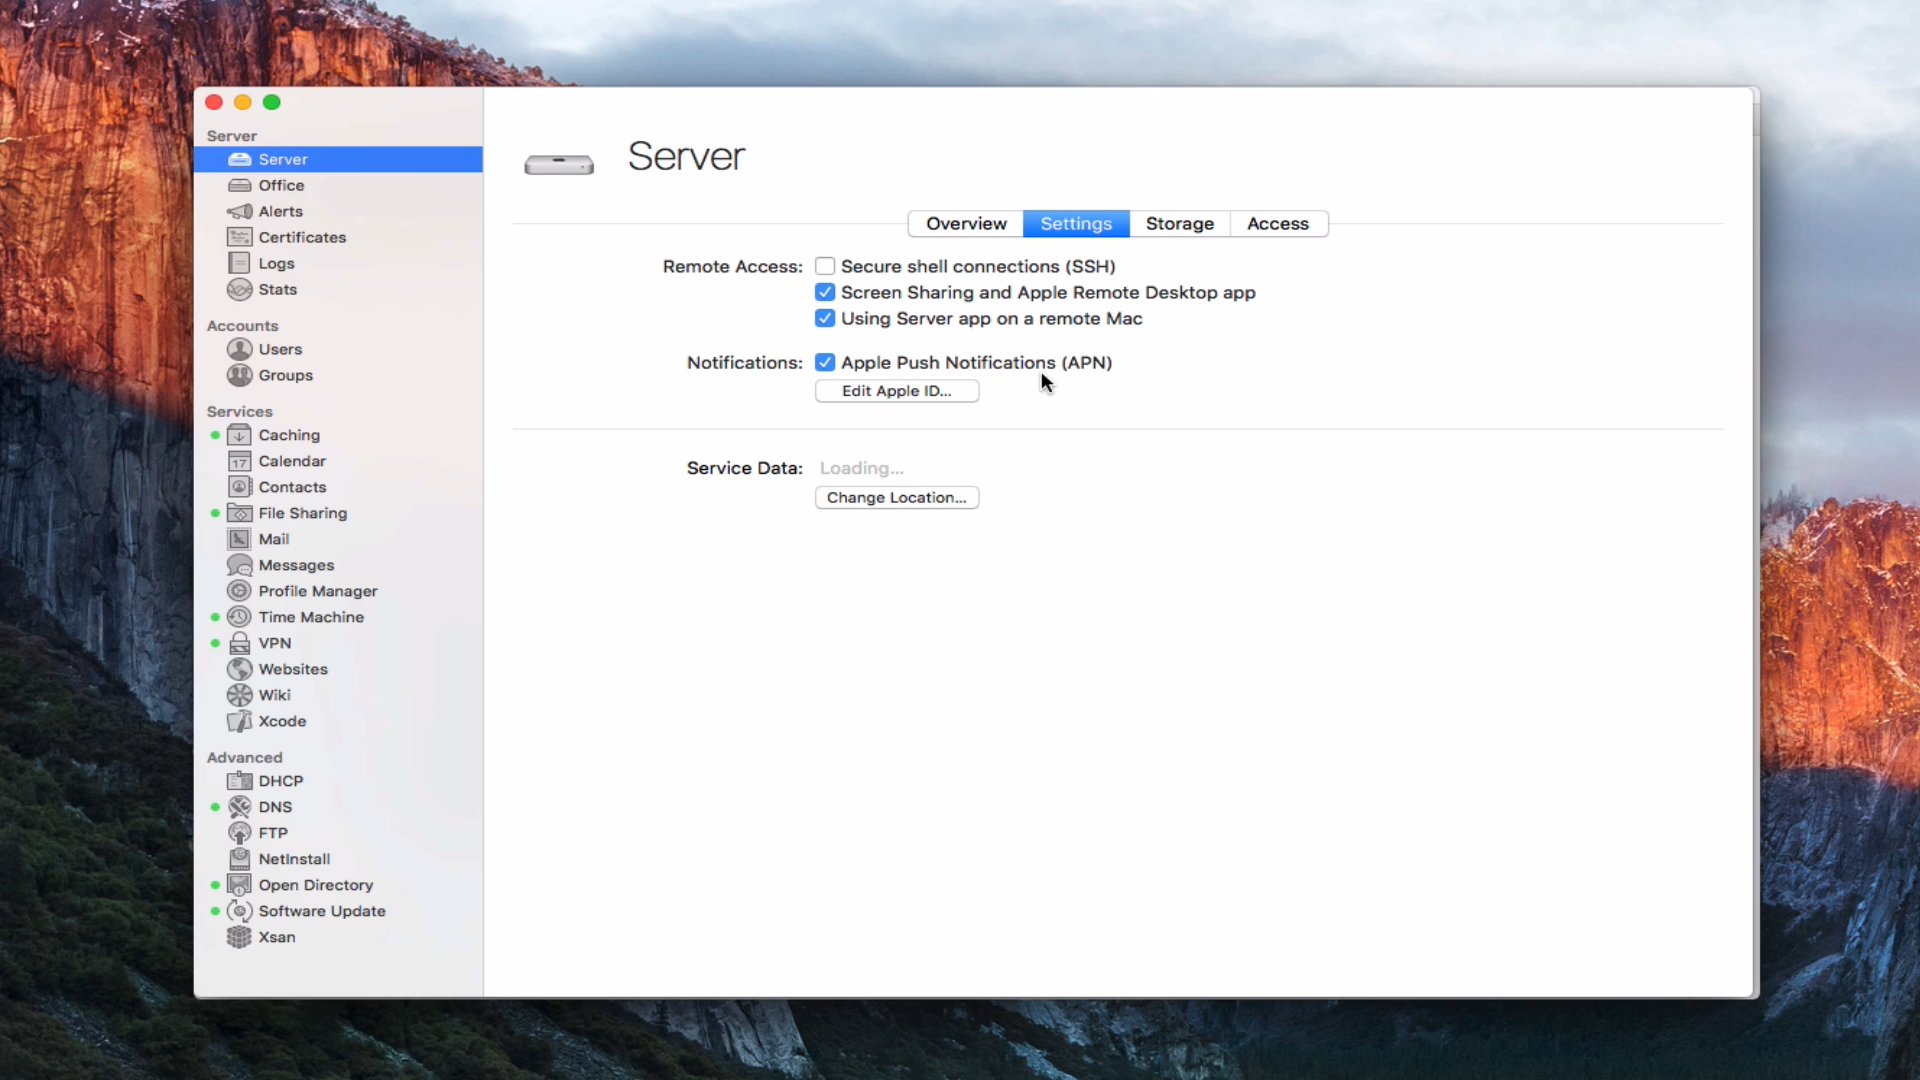 Server
Server
Office
Alerts
Certificates
Logs
Stats
Accounts
Users
Groups
Services
Caching
17
Calendar
Contacts
File Sharing
Mail
Messages
Profile Manager
Time Machine
VPN
Websites
Wiki
Xcode
Advanced
DHCP
DNS
FTP
NetInstall
Open Directory
Software Update
Xsan
Server
Overview Settings Storage Access
Remote Access: Secure shell connections (SSH)
Screen Sharing and Apple Remote Desktop app
Using Server app on a remote Mac
Notifications: Apple Push Notifications (APN)
Edit Apple ID...
Service Data: Loading...
Change Location...